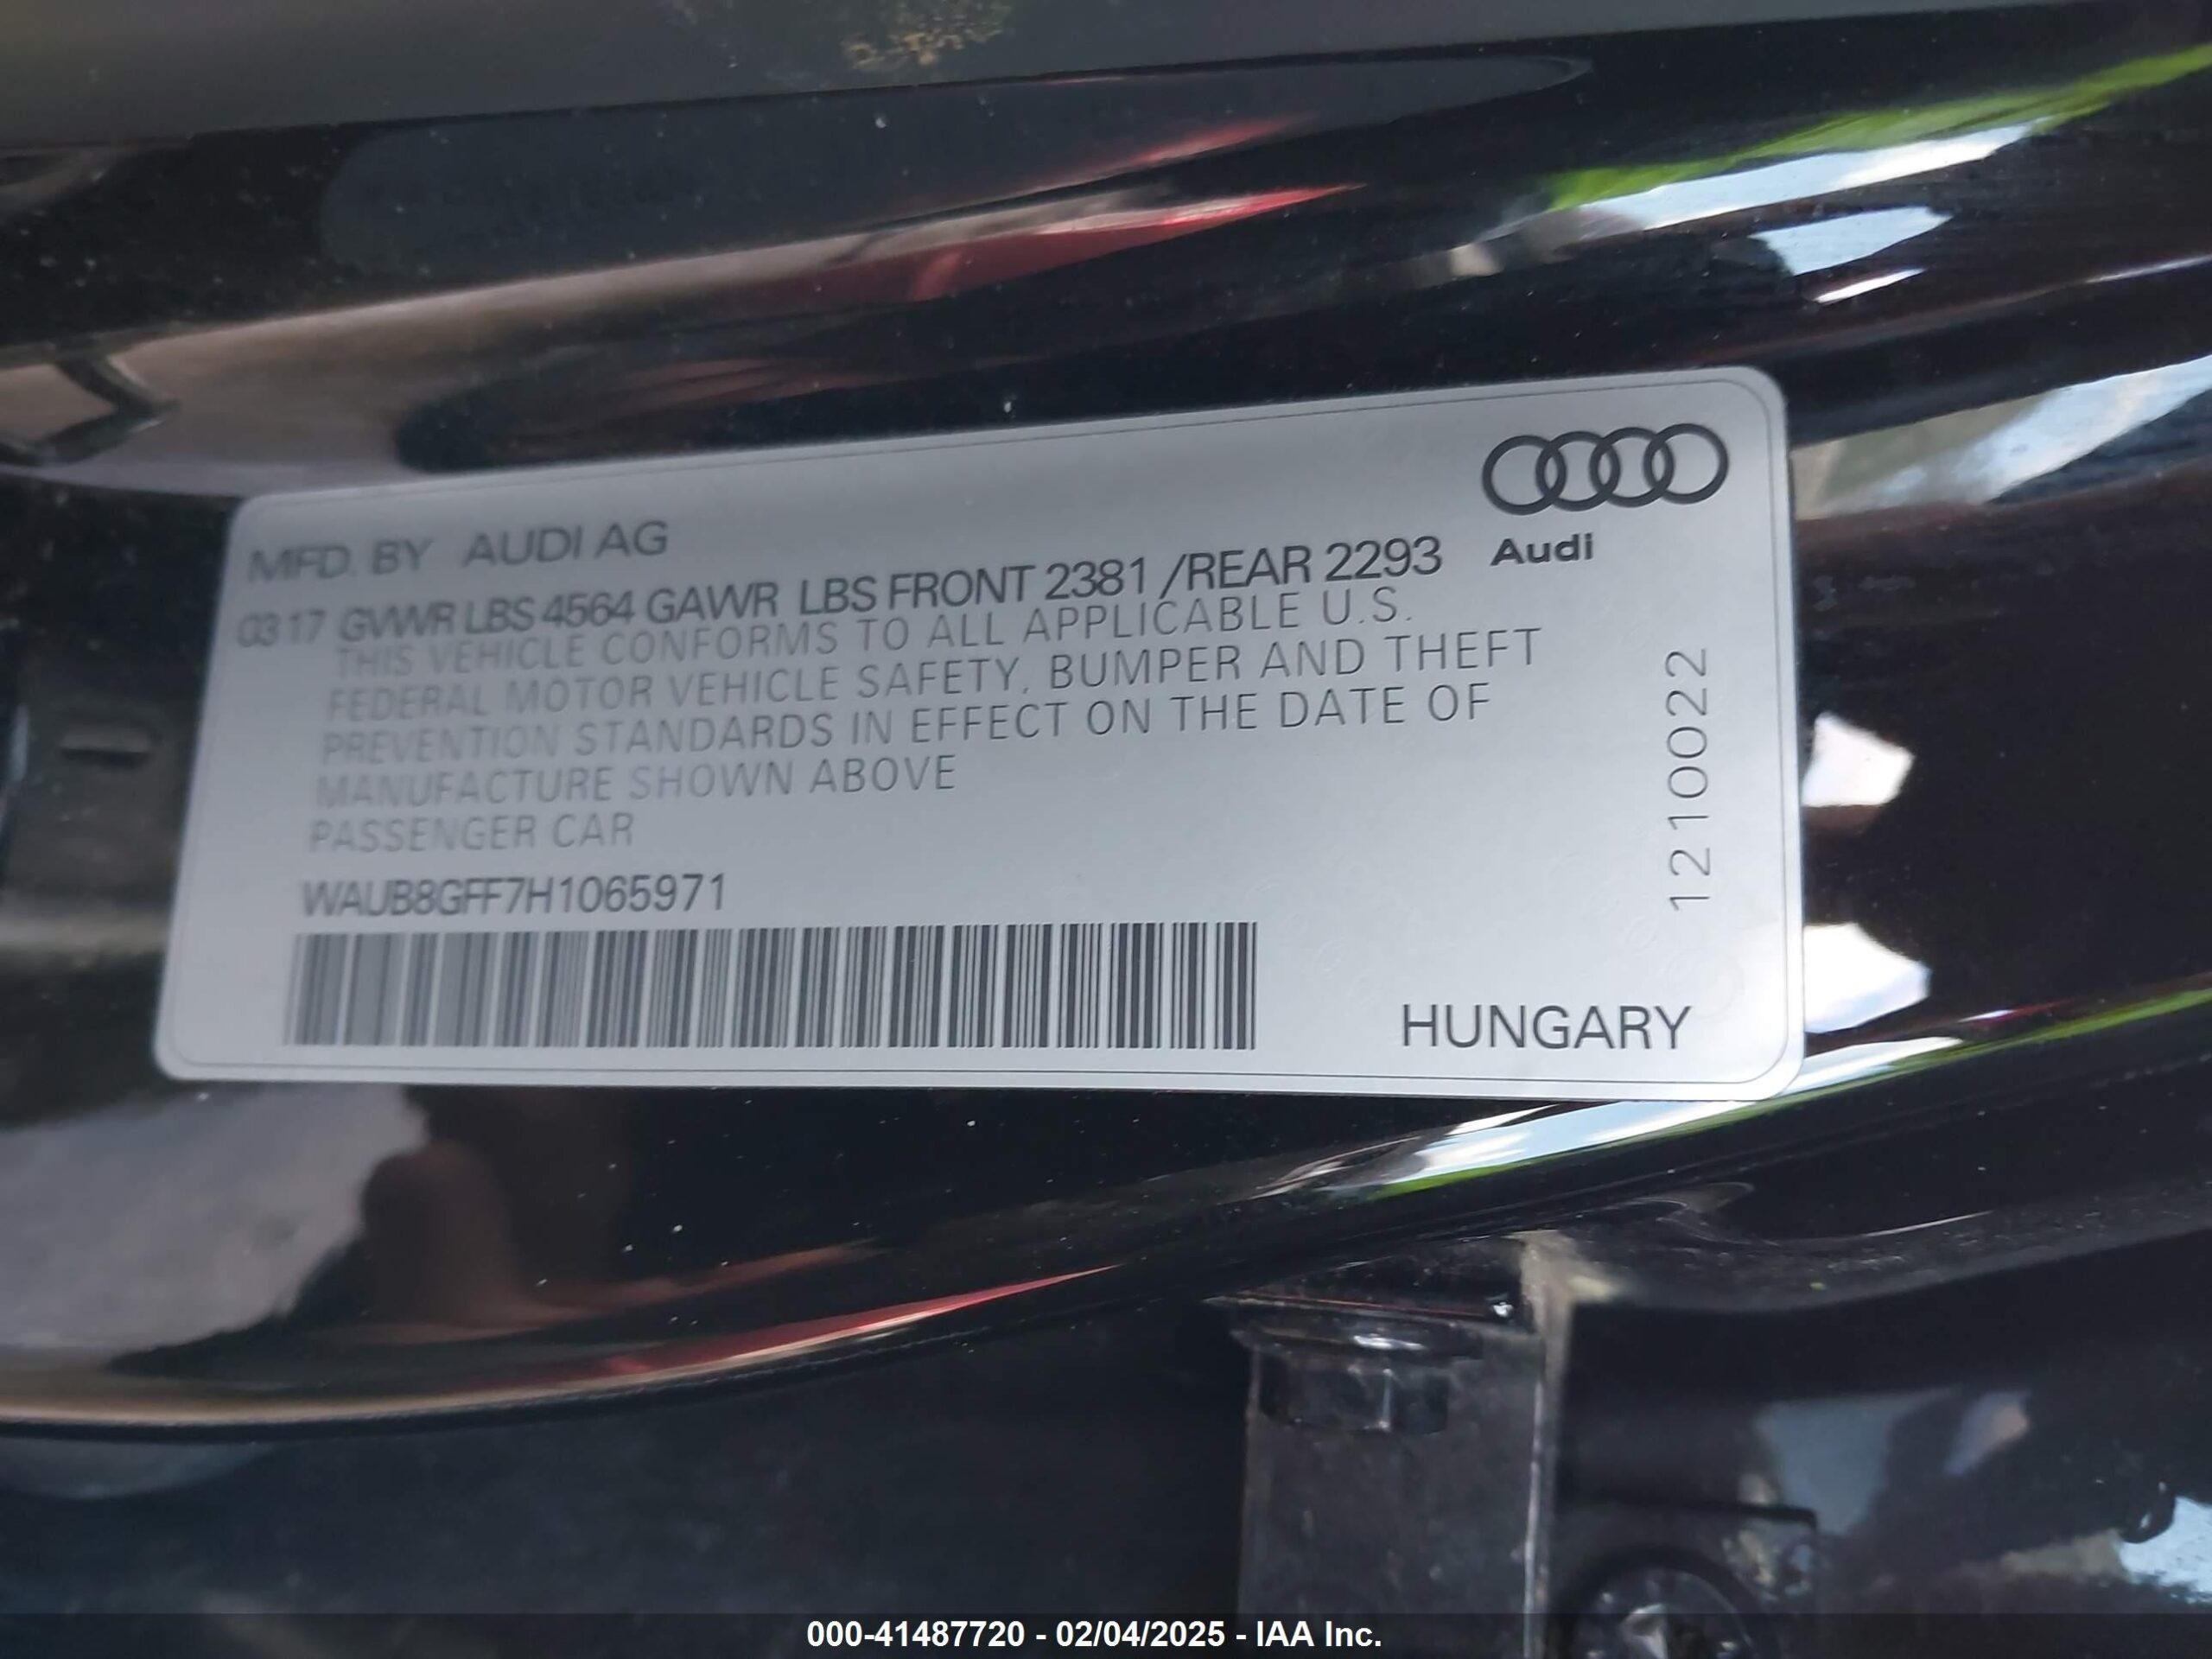 MFD. BY AUDI AG
03 17 GVWR LBS 4564 GAWR LBS FRONT 2381 /REAR 2293
Audi
THIS VEHICLE CONFORMS TO ALL APPLICABLE U.S.
FEDERAL MOTOR VEHICLE SAFETY, BUMPER AND THEFT
PREVENTION STANDARDS IN EFFECT ON THE DATE OF
MANUFACTURE SHOWN ABOVE
PASSENGER CAR
WAUB8GFF7H1065971
HUNGARY
1210022
000-41487720 - 02/04/2025 - IAA Inc.